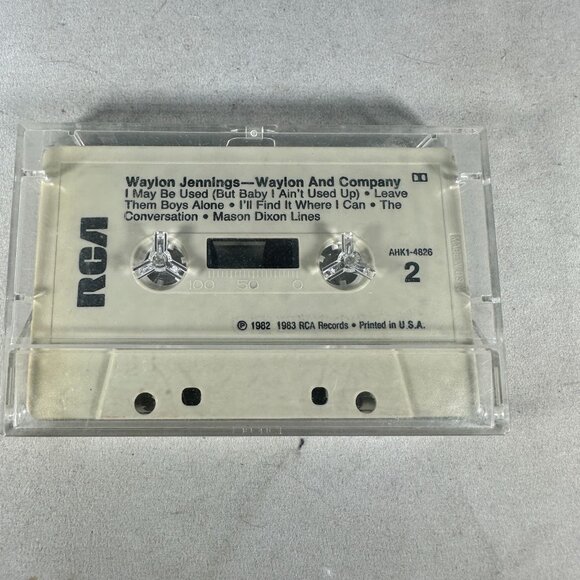 Waylon Jennings—Waylon And Company
I May Be Used (But Baby I Ain't Used Up) • Leave
Them Boys Alone • I'll Find It Where I Can • The
Conversation • Mason Dixon Lines
RCA
AHK1-4826
2
100 50 0
℗ 1982 1983 RCA Records • Printed in U.S.A.